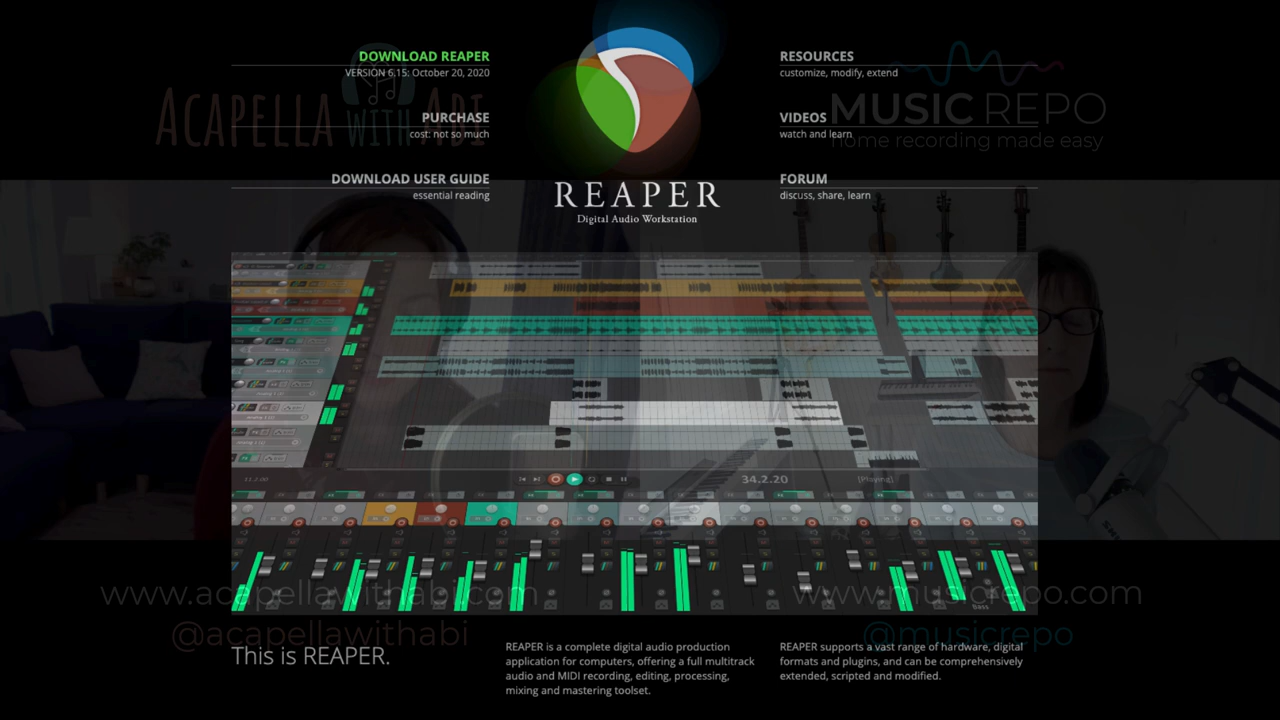 DOWNLOAD REAPER
VERSION 6.15: October 20, 2020
PURCHASE
cost: not so much
DOWNLOAD USER GUIDE
essential reading
ACAPELLA WITH ABI
REAPER
Digital Audio Workstation
RESOURCES
customize, modify, extend
VIDEOS
watch and learn
FORUM
discuss, share, learn
MUSIC REPO
home recording made easy
11.2.00
34.2.20
[Playing]
Bass
www.acapellawithabi.com
@acapellawithabi
www.musicrepo.com
@musicrepo
This is REAPER.
REAPER is a complete digital audio production
application for computers, offering a full multitrack
audio and MIDI recording, editing, processing,
mixing and mastering toolset.
REAPER supports a vast range of hardware, digital
formats and plugins, and can be comprehensively
extended, scripted and modified.